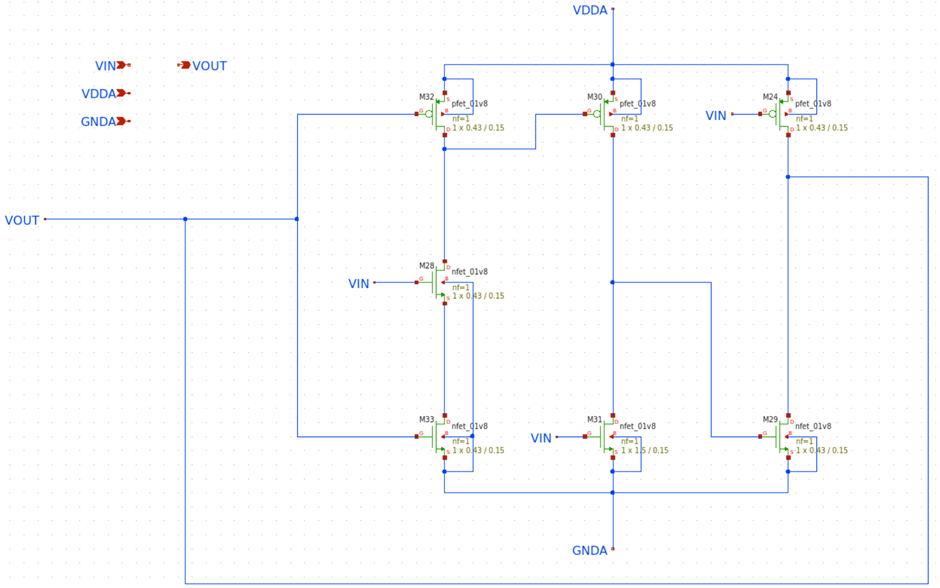 VDDA
VIN VOUT
VDDA
GNDA
M32 pfet_01v8
G S B D
nf=1
1 x 0.43 / 0.15
M30 pfet_01v8
G S B D
nf=1
1 x 0.43 / 0.15
VIN
M24 pfet_01v8
G S B D
nf=1
1 x 0.43 / 0.15
VOUT
VIN
M28 nfet_01v8
G D B S
nf=1
1 x 0.43 / 0.15
M33 nfet_01v8
G D B S
nf=1
1 x 0.43 / 0.15
VIN
M31 nfet_01v8
G D B S
nf=1
1 x 1.5 / 0.15
M29 nfet_01v8
G D B S
nf=1
1 x 0.43 / 0.15
GNDA